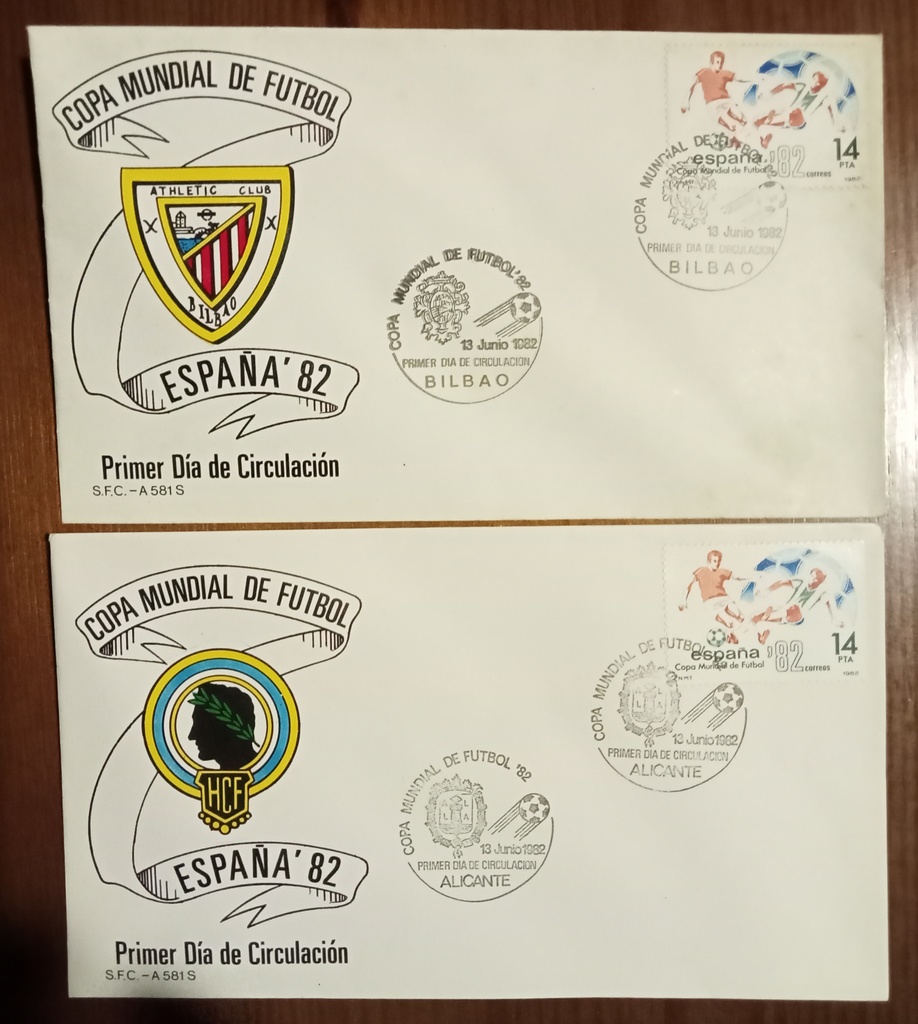 COPA MUNDIAL DE FUTBOL
ATHLETIC CLUB
BILBAO
ESPAÑA' 82
Primer Día de Circulación
S.F.C. - A 581 S
COPA MUNDIAL DE FUTBOL '82
13 Junio 1982
PRIMER DIA DE CIRCULACION
BILBAO
españa '82
Copa Mundial de Futbol
correos
14
PTA
1982
COPA MUNDIAL DE FUTBOL '82
13 Junio 1982
PRIMER DIA DE CIRCULACION
BILBAO
COPA MUNDIAL DE FUTBOL
HCF
ESPAÑA' 82
Primer Día de Circulación
S.F.C. - A 581 S
COPA MUNDIAL DE FUTBOL '82
13 Junio 1982
PRIMER DIA DE CIRCULACION
ALICANTE
españa '82
Copa Mundial de Futbol
correos
14
PTA
1982
COPA MUNDIAL DE FUTBOL
13 Junio 1982
PRIMER DIA DE CIRCULACION
ALICANTE